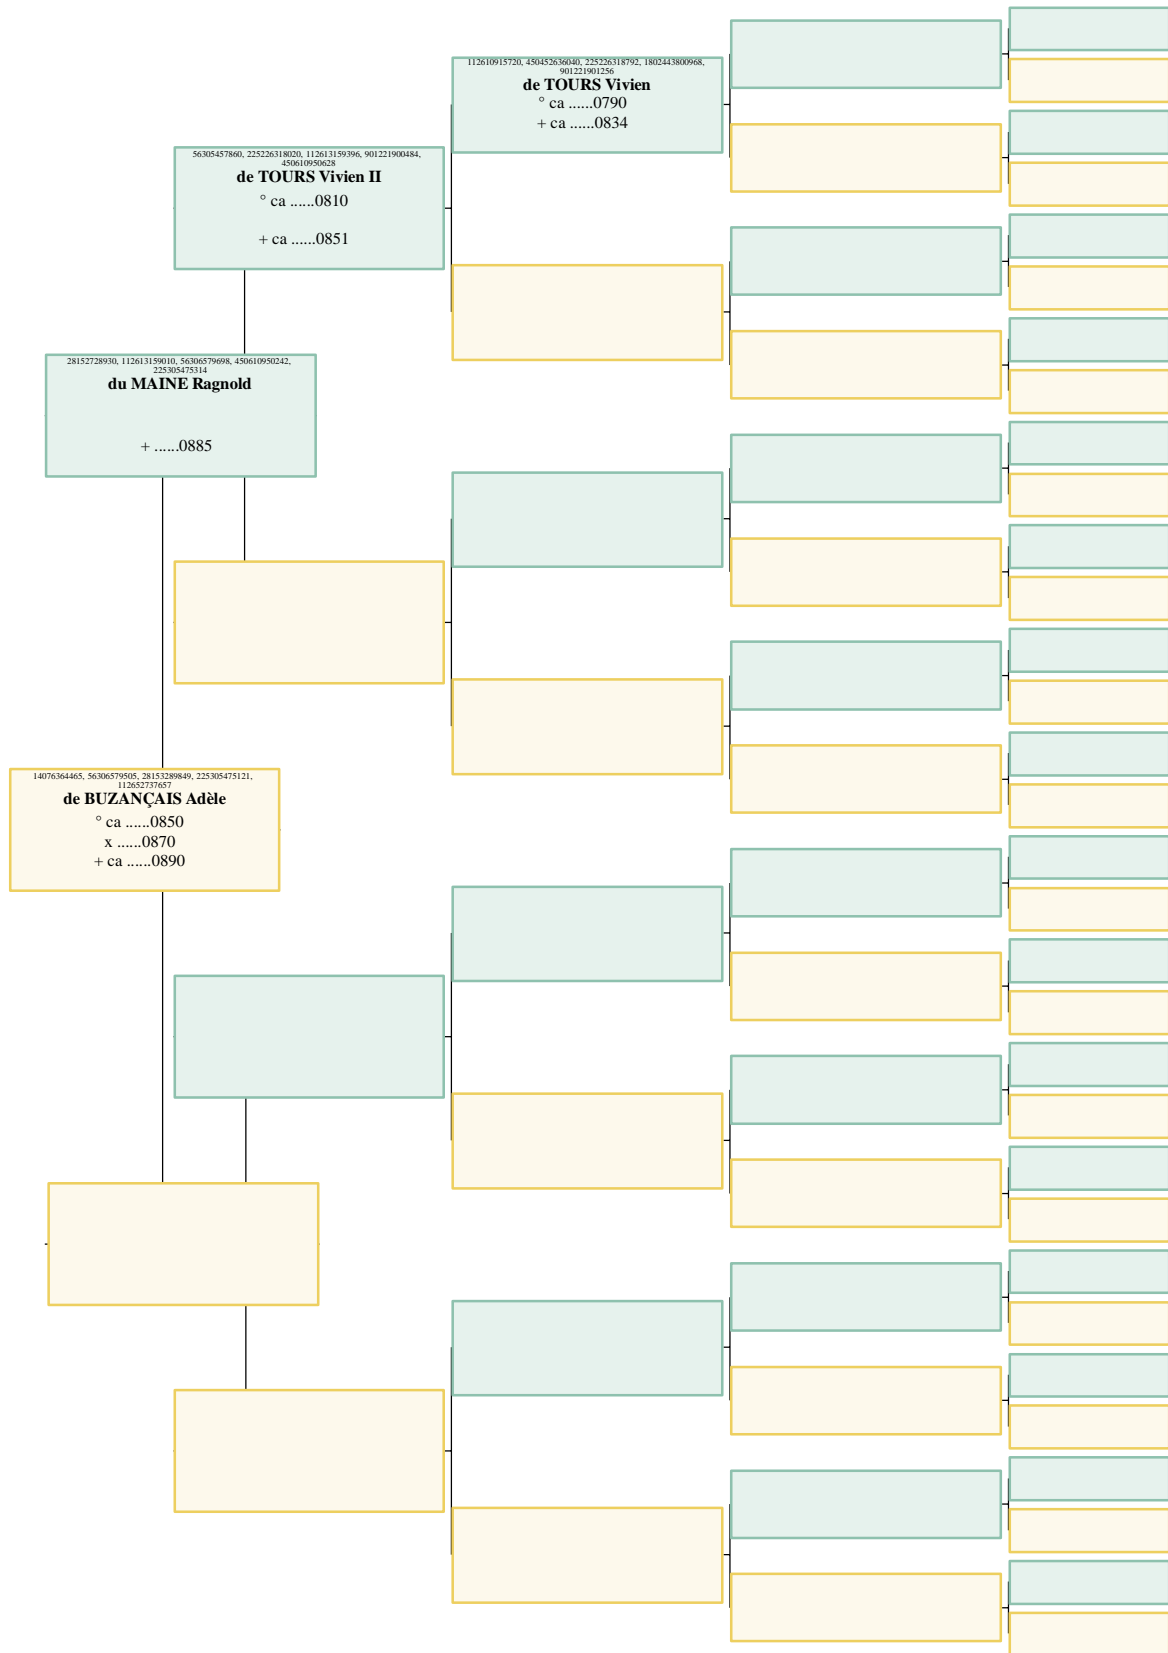 112610915720, 450452636040, 225226318792, 1802443800968,
901221901256
de TOURS Vivien
° ca ......0790
+ ca ......0834
56305457860, 225226318020, 112613159396, 901221900484,
450610950628
de TOURS Vivien II
° ca ......0810
+ ca ......0851
28152728930, 112613159010, 56306579698, 450610950242,
225305475314
du MAINE Ragnold
+ ......0885
14076364465, 56306579505, 28153289849, 225305475121,
112652737657
de BUZANÇAIS Adèle
° ca ......0850
x ......0870
+ ca ......0890